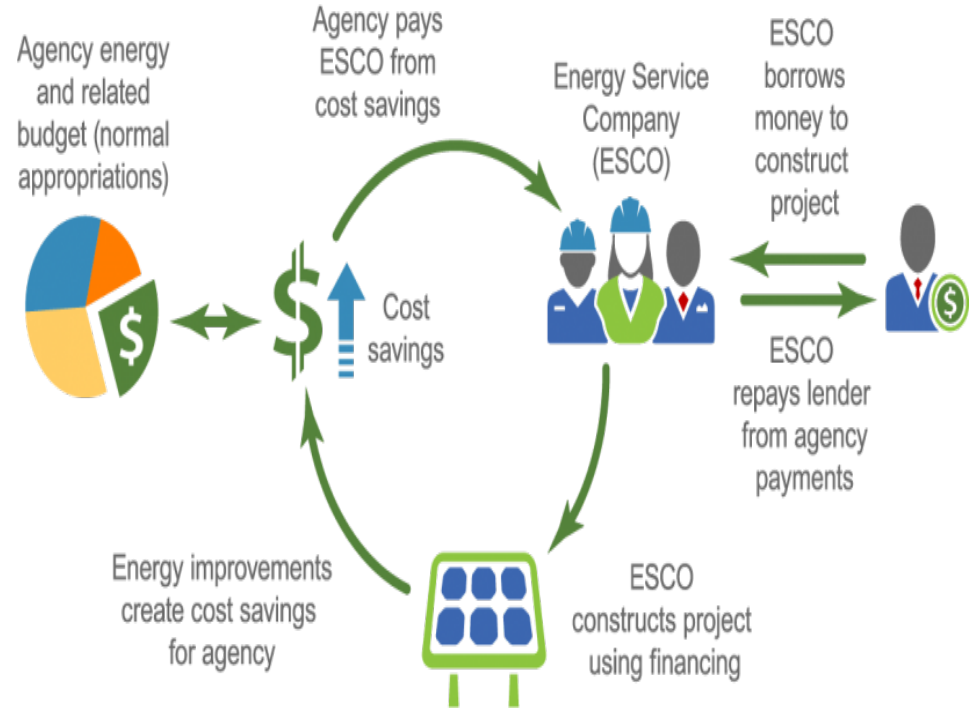 Agency energy
and related
budget (normal
appropriations)
$
Agency pays
ESCO from
cost savings
$
Cost
savings
Energy Service
Company
(ESCO)
ESCO
borrows
money to
construct
project
$
ESCO
repays lender
from agency
payments
ESCO
constructs project
using financing
Energy improvements
create cost savings
for agency